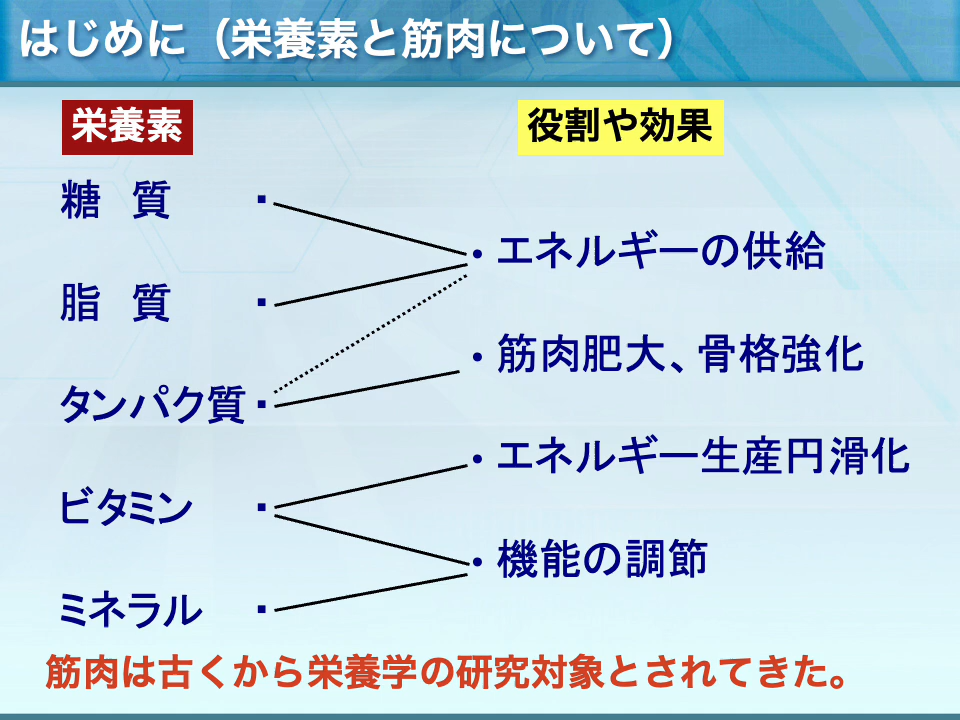 はじめに（栄養素と筋肉について）
栄養素
役割や効果
糖　質　・
・エネルギーの供給
脂　質　・
・筋肉肥大、骨格強化
タンパク質・
・エネルギー生産円滑化
ビタミン　・
・機能の調節
ミネラル　・
筋肉は古くから栄養学の研究対象とされてきた。